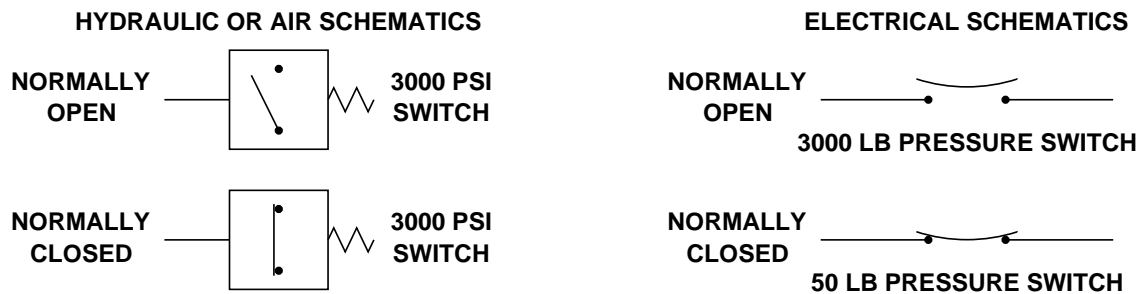 HYDRAULIC OR AIR SCHEMATICS
NORMALLY
OPEN
3000 PSI
SWITCH
NORMALLY
CLOSED
3000 PSI
SWITCH
ELECTRICAL SCHEMATICS
NORMALLY
OPEN
3000 LB PRESSURE SWITCH
NORMALLY
CLOSED
50 LB PRESSURE SWITCH